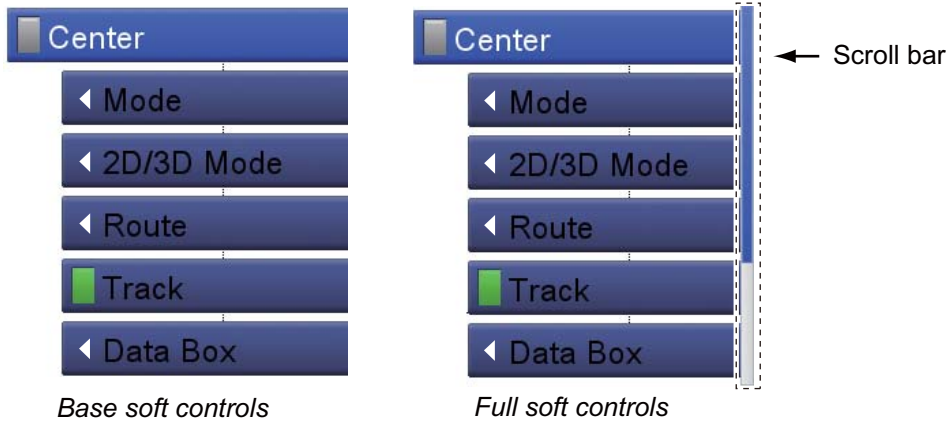 Center
Mode
2D/3D Mode
Route
Track
Data Box
Base soft controls
Center
Mode
2D/3D Mode
Route
Track
Data Box
Full soft controls
Scroll bar